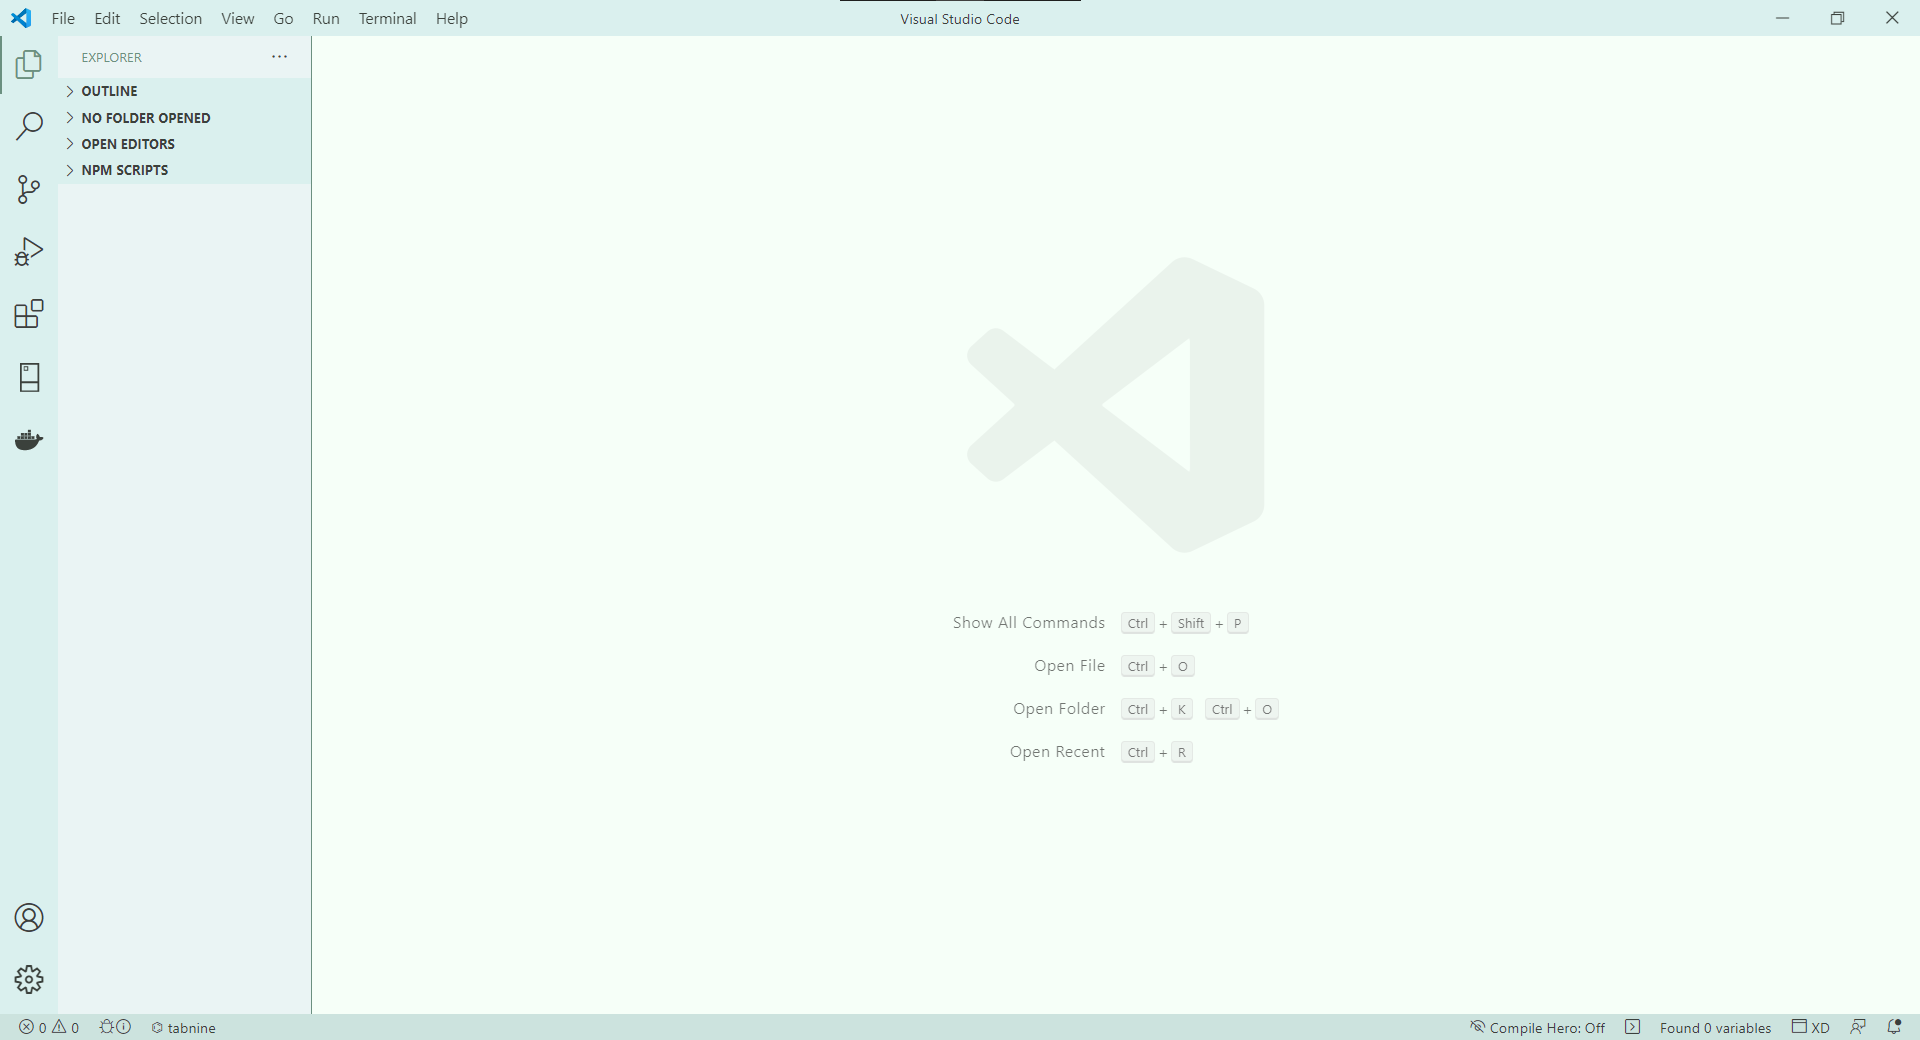 File Edit Selection View Go Run Terminal Help Visual Studio Code
EXPLORER
OUTLINE
NO FOLDER OPENED
OPEN EDITORS
NPM SCRIPTS
Show All Commands Ctrl + Shift + P
Open File Ctrl + O
Open Folder Ctrl + K Ctrl + O
Open Recent Ctrl + R
0 0 tabnine Compile Hero: Off Found 0 variables XD